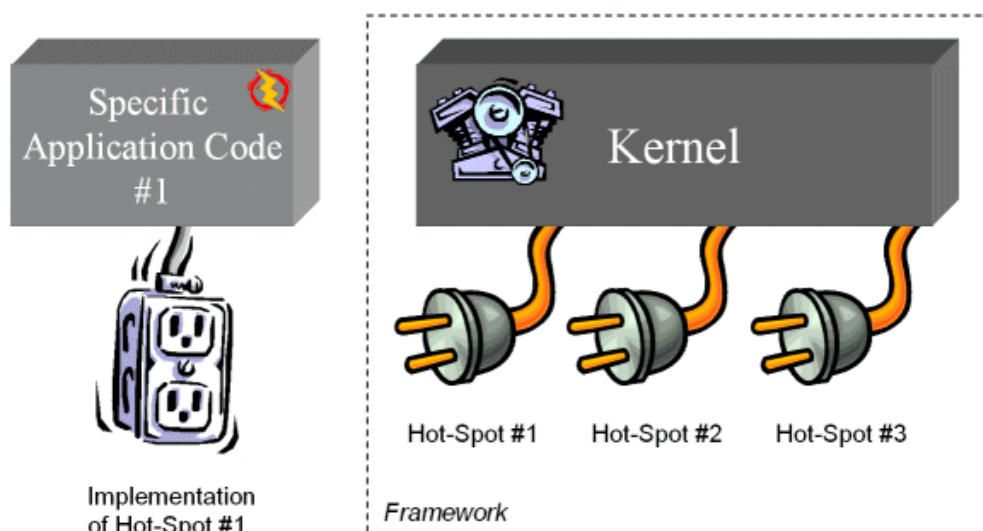 Specific
Application Code
#1
Kernel
Hot-Spot #1
Hot-Spot #2
Hot-Spot #3
Implementation
of Hot-Spot #1
Framework